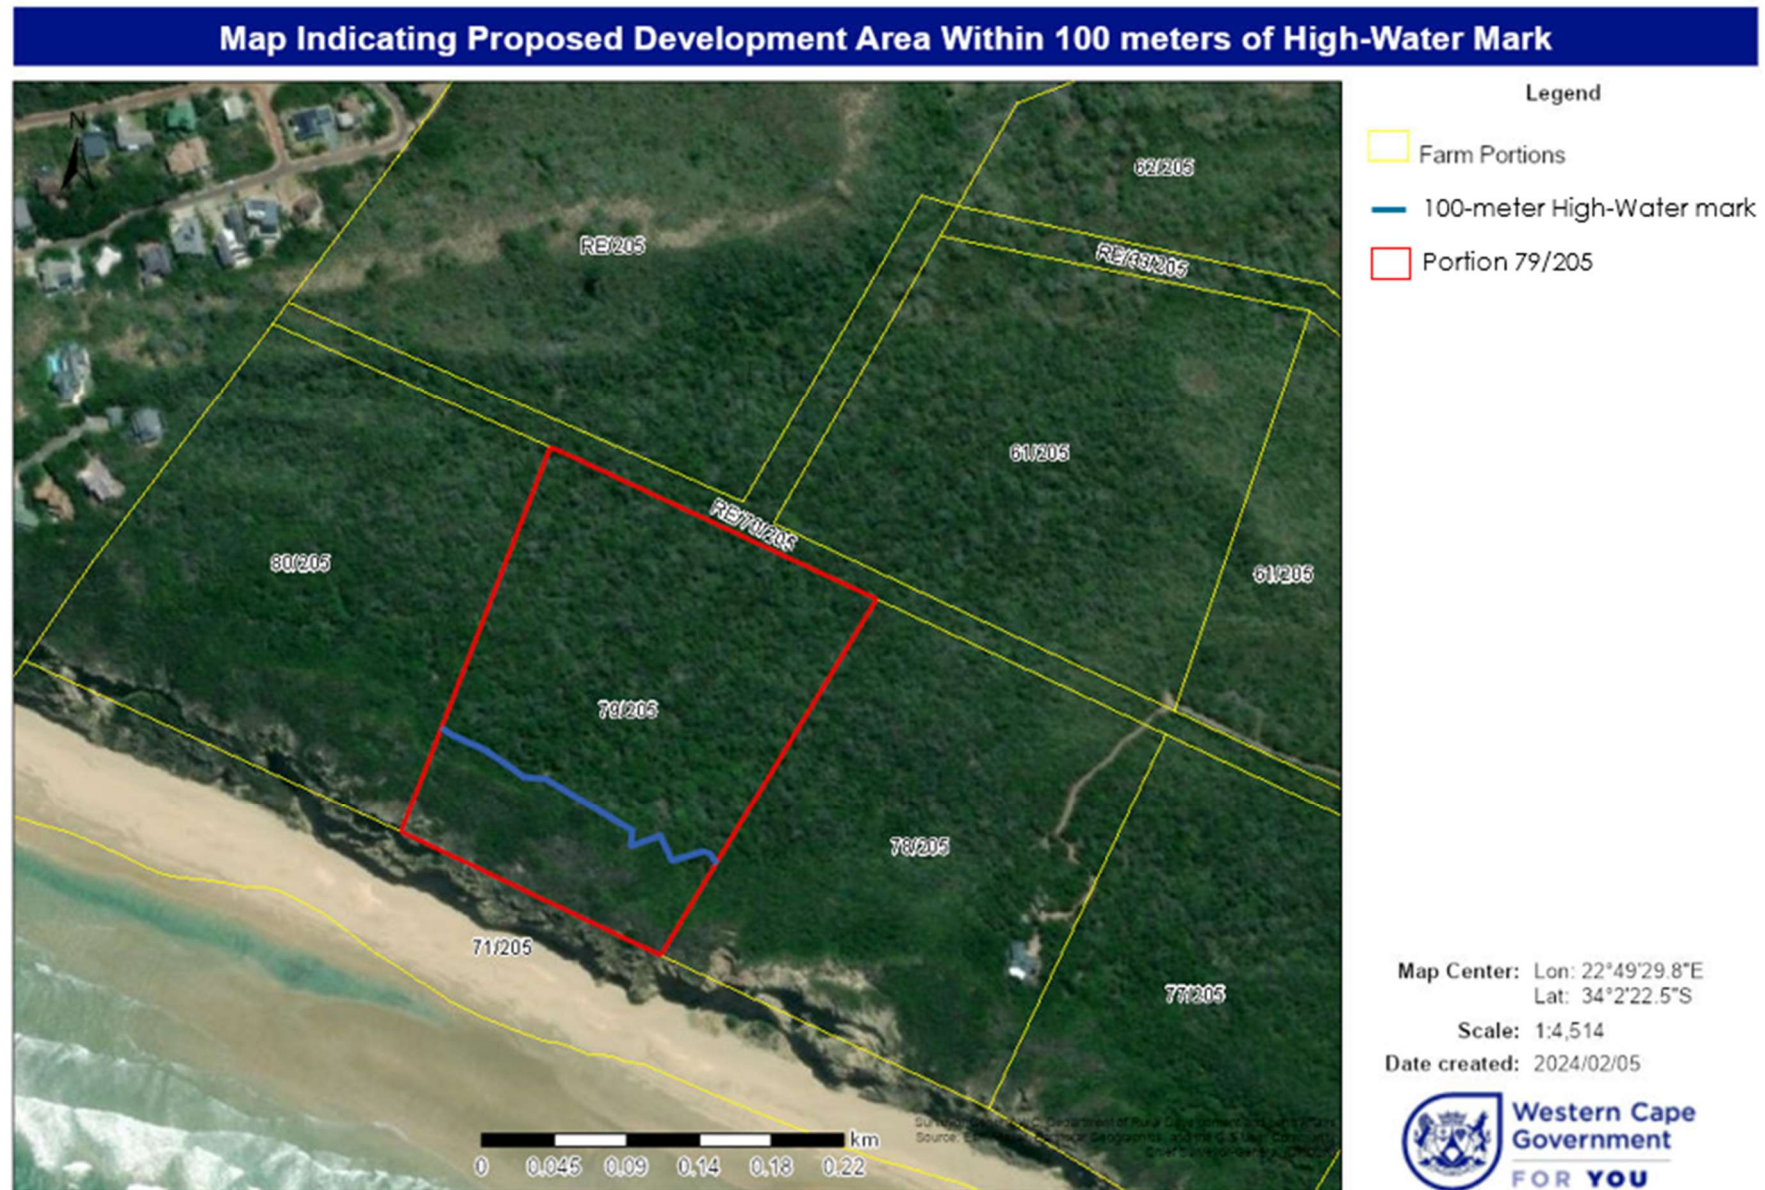 Map Indicating Proposed Development Area Within 100 meters of High-Water Mark
Legend
Farm Portions
100-meter High-Water mark
Portion 79/205
N
62/205
RE/205
RE/33/205
61/205
RE/70/205
80/205
61/205
79/205
78/205
71/205
77/205
km
0 0.045 0.09 0.14 0.18 0.22
Source:
Map Center: Lon: 22°49'29.8"E
Lat: 34°2'22.5"S
Scale: 1:4,514
Date created: 2024/02/05
Western Cape
Government
FOR YOU